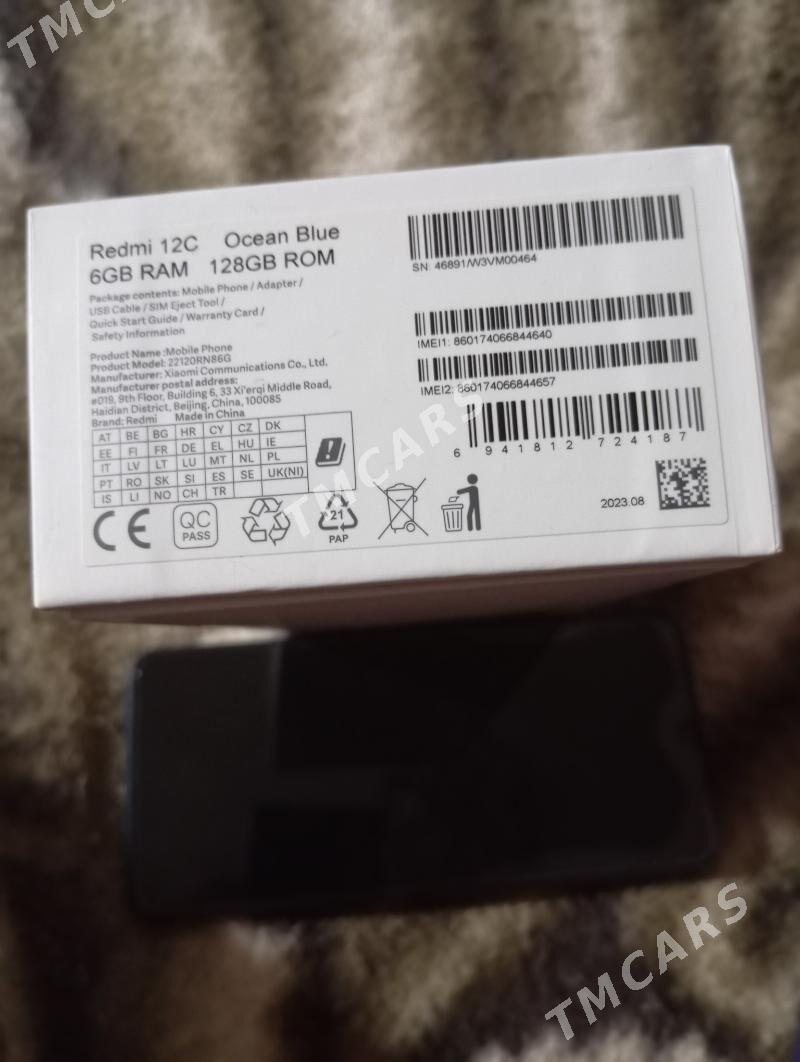 TMCARS
Redmi 12C Ocean Blue
6GB RAM 128GB ROM
Package contents: Mobile Phone / Adapter /
USB Cable / SIM Eject Tool /
Quick Start Guide / Warranty Card /
Safety Information
Product Name:Mobile Phone
Product Model: 22120RN86G
Manufacturer: Xiaomi Communications Co., Ltd.
Manufacturer postal address:
#019, 9th Floor, Building 6, 33 Xi'erqi Middle Road,
Haidian District, Beijing, China, 100085
Brand: Redmi Made in China
AT BE BG HR CY CZ DK
EE FI FR DE EL HU IE
IT LV LT LU MT NL PL
PT RO SK SI ES SE UK(NI)
IS LI NO CH TR
CE
QC
PASS
21
PAP
SN: 46891/W3VM00464
IMEI1: 860174066844640
IMEI2: 860174066844657
6 941812 724187
2023.08
TMCARS
TMCARS